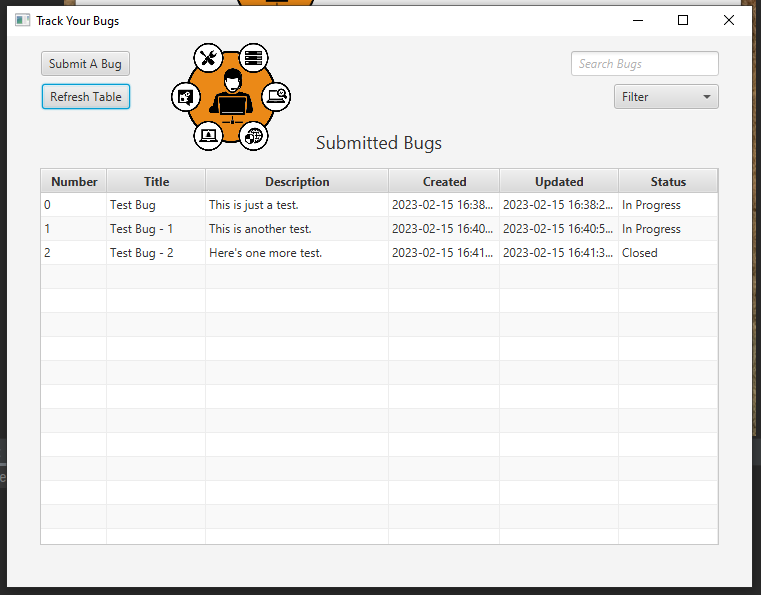 Track Your Bugs
Submit A Bug
Search Bugs
Refresh Table
Filter
Submitted Bugs
Number Title Description Created Updated Status
0 Test Bug This is just a test. 2023-02-15 16:38... 2023-02-15 16:38:2... In Progress
1 Test Bug - 1 This is another test. 2023-02-15 16:40... 2023-02-15 16:40:5... In Progress
2 Test Bug - 2 Here's one more test. 2023-02-15 16:41... 2023-02-15 16:41:3... Closed